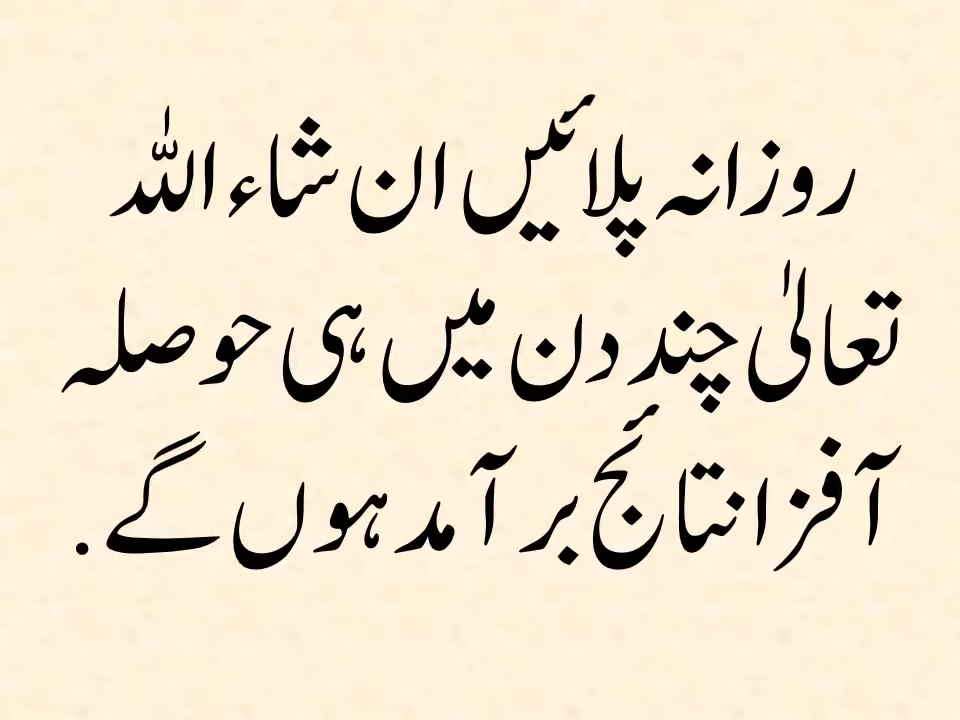 روزانہ پلائیں ان شاء اللہ
تعالیٰ چند دن میں ہی حوصلہ
آفزا نتائج بر آمد ہوں گے .